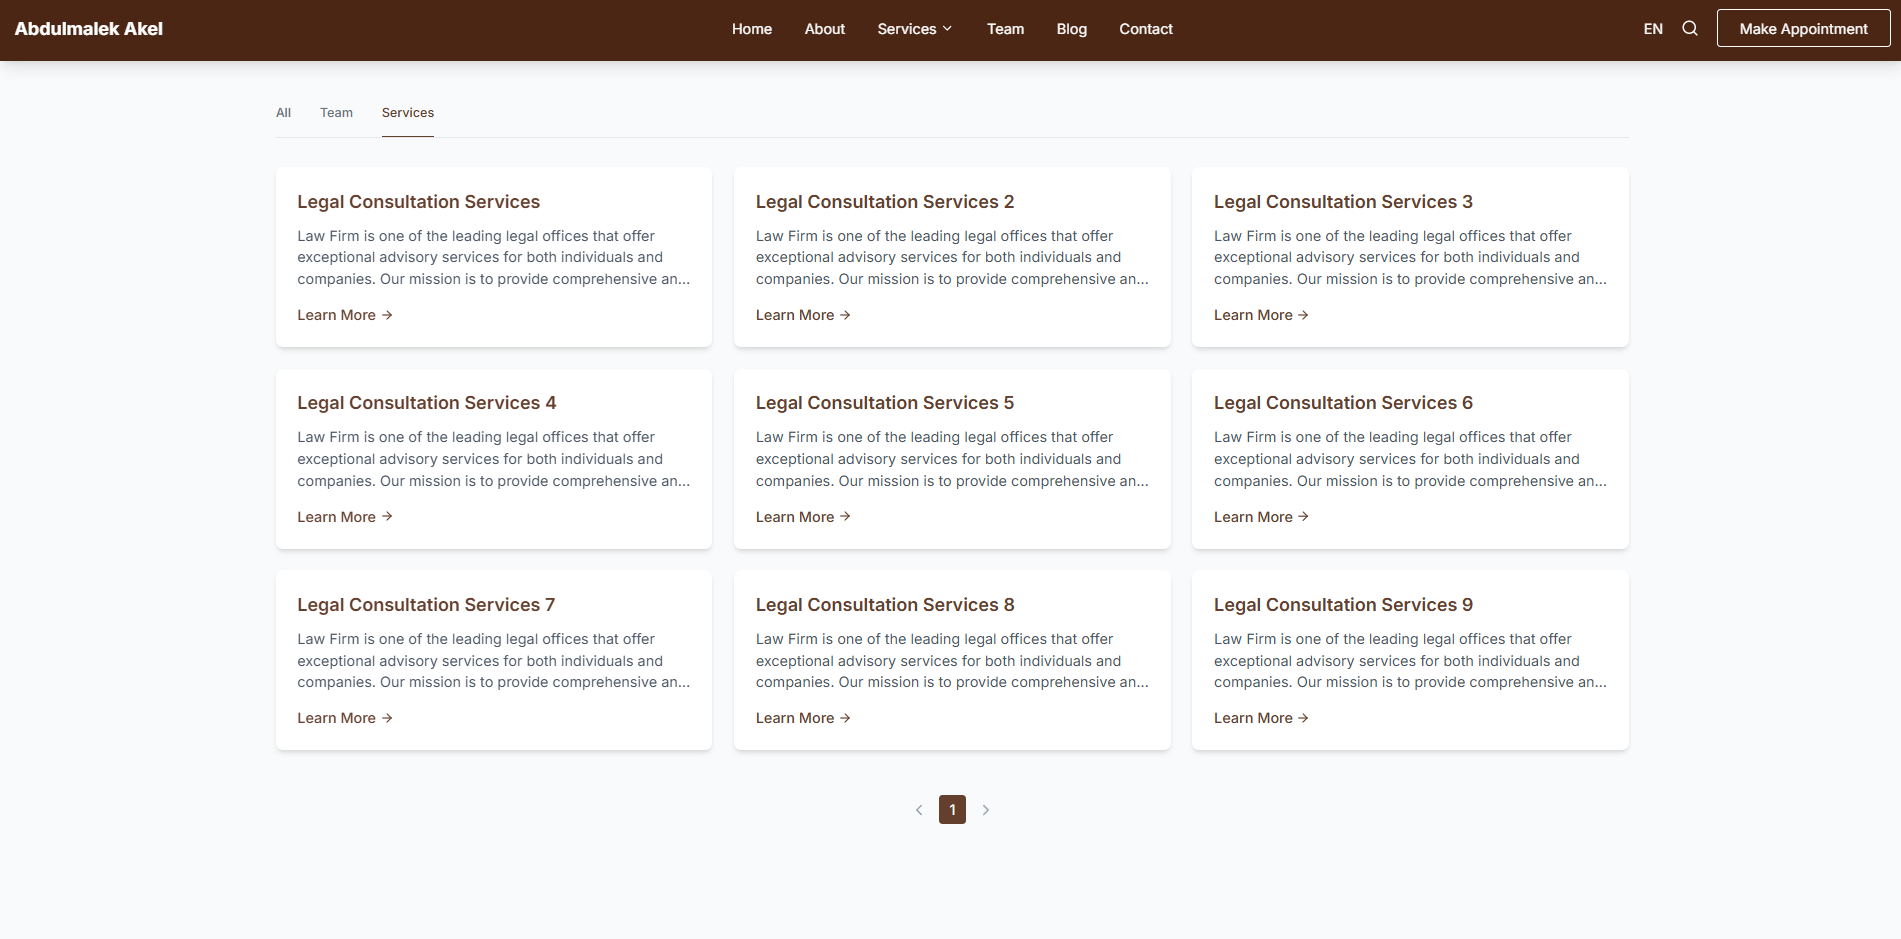 Abdulmalek Akel
Home
About
Services
Team
Blog
Contact
EN
Make Appointment
All
Team
Services
Legal Consultation Services
Law Firm is one of the leading legal offices that offer
exceptional advisory services for both individuals and
companies. Our mission is to provide comprehensive an...
Learn More →
Legal Consultation Services 2
Law Firm is one of the leading legal offices that offer
exceptional advisory services for both individuals and
companies. Our mission is to provide comprehensive an...
Learn More →
Legal Consultation Services 3
Law Firm is one of the leading legal offices that offer
exceptional advisory services for both individuals and
companies. Our mission is to provide comprehensive an...
Learn More →
Legal Consultation Services 4
Law Firm is one of the leading legal offices that offer
exceptional advisory services for both individuals and
companies. Our mission is to provide comprehensive an...
Learn More →
Legal Consultation Services 5
Law Firm is one of the leading legal offices that offer
exceptional advisory services for both individuals and
companies. Our mission is to provide comprehensive an...
Learn More →
Legal Consultation Services 6
Law Firm is one of the leading legal offices that offer
exceptional advisory services for both individuals and
companies. Our mission is to provide comprehensive an...
Learn More →
Legal Consultation Services 7
Law Firm is one of the leading legal offices that offer
exceptional advisory services for both individuals and
companies. Our mission is to provide comprehensive an...
Learn More →
Legal Consultation Services 8
Law Firm is one of the leading legal offices that offer
exceptional advisory services for both individuals and
companies. Our mission is to provide comprehensive an...
Learn More →
Legal Consultation Services 9
Law Firm is one of the leading legal offices that offer
exceptional advisory services for both individuals and
companies. Our mission is to provide comprehensive an...
Learn More →
1